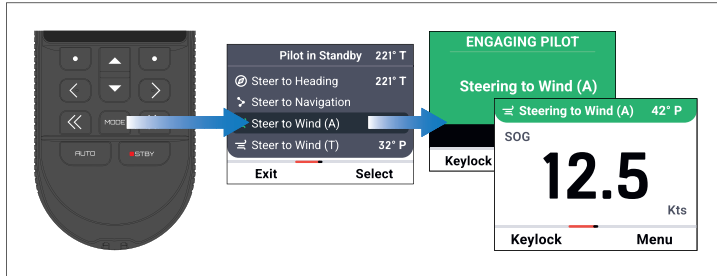 MODE
AUTO
STBY
Pilot in Standby 221° T
Steer to Heading 221° T
Steer to Navigation
Steer to Wind (A)
Steer to Wind (T) 32° P
Exit Select
ENGAGING PILOT
Steering to Wind (A)
Keylock
Steering to Wind (A) 42° P
SOG
12.5
Kts
Keylock Menu